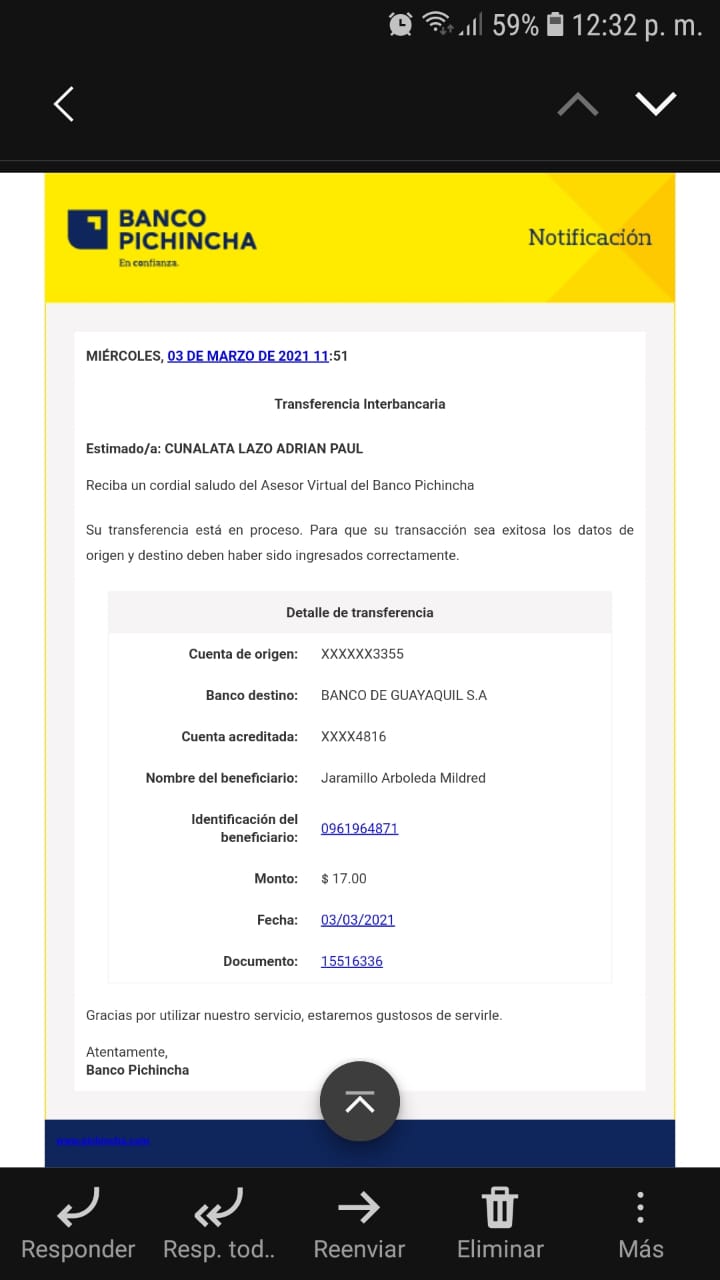 59% 12:32 p. m.
BANCO
PICHINCHA
En confianza.
Notificación
MIÉRCOLES, 03 DE MARZO DE 2021 11:51
Transferencia Interbancaria
Estimado/a: CUNALATA LAZO ADRIAN PAUL
Reciba un cordial saludo del Asesor Virtual del Banco Pichincha
Su transferencia está en proceso. Para que su transacción sea exitosa los datos de
origen y destino deben haber sido ingresados correctamente.
Detalle de transferencia
Cuenta de origen: XXXXXX3355
Banco destino: BANCO DE GUAYAQUIL S.A
Cuenta acreditada: XXXX4816
Nombre del beneficiario: Jaramillo Arboleda Mildred
Identificación del
beneficiario: 0961964871
Monto: $ 17.00
Fecha: 03/03/2021
Documento: 15516336
Gracias por utilizar nuestro servicio, estaremos gustosos de servirle.
Atentamente,
Banco Pichincha
Responder Resp. tod.. Reenviar Eliminar Más